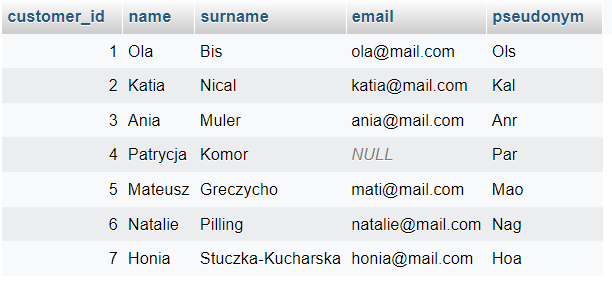 customer_id name surname email pseudonym
1 Ola Bis ola@mail.com Ols
2 Katia Nical katia@mail.com Kal
3 Ania Muler ania@mail.com Anr
4 Patrycja Komor NULL Par
5 Mateusz Greczycho mati@mail.com Mao
6 Natalie Pilling natalie@mail.com Nag
7 Honia Stuczka-Kucharska honia@mail.com Hoa